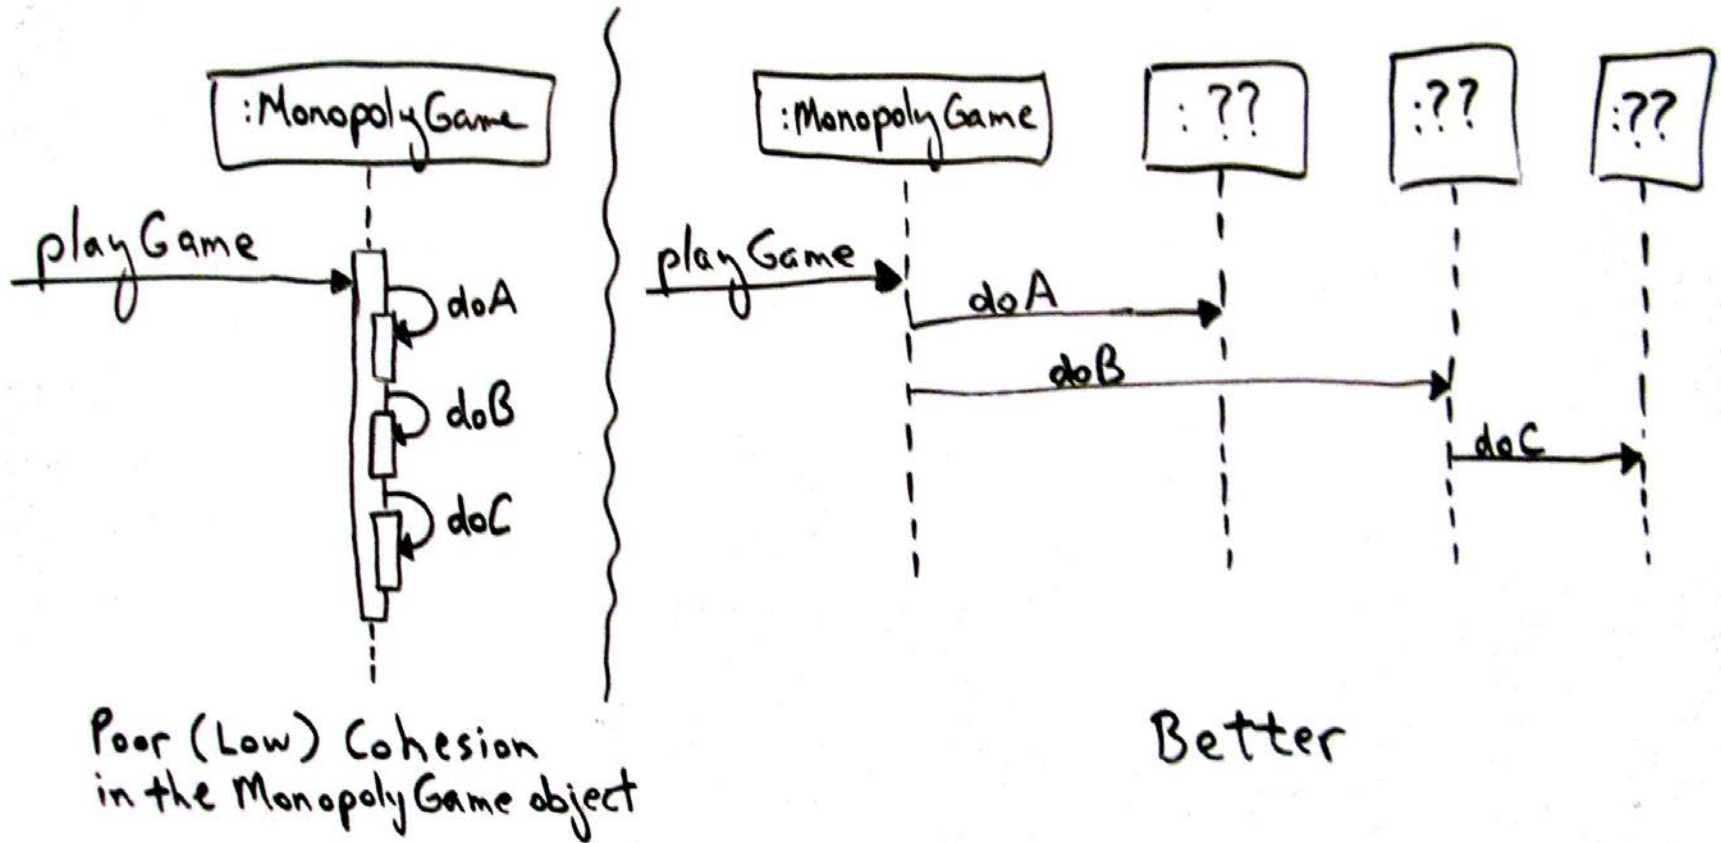 :MonopolyGame
playGame
doA
doB
doC
Poor (Low) Cohesion
in the MonopolyGame object
:MonopolyGame
: ??
:??
:??
playGame
doA
doB
doC
Better